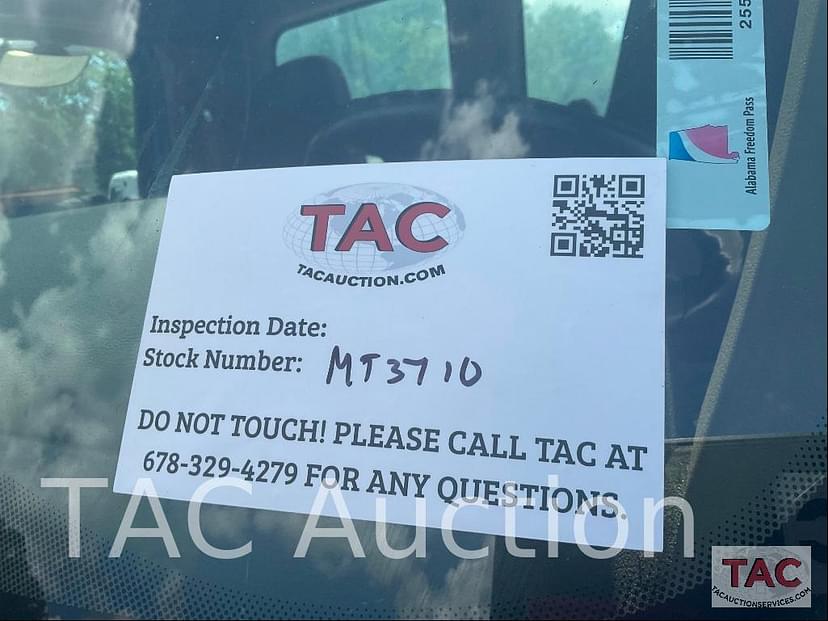 255
Alabama Freedom Pass
TAC
TACAUCTION.COM
Inspection Date:
Stock Number: MT3710
DO NOT TOUCH! PLEASE CALL TAC AT
678-329-4279 FOR ANY QUESTIONS.
TAC Auction
TAC
TACAUCTIONSERVICES.COM